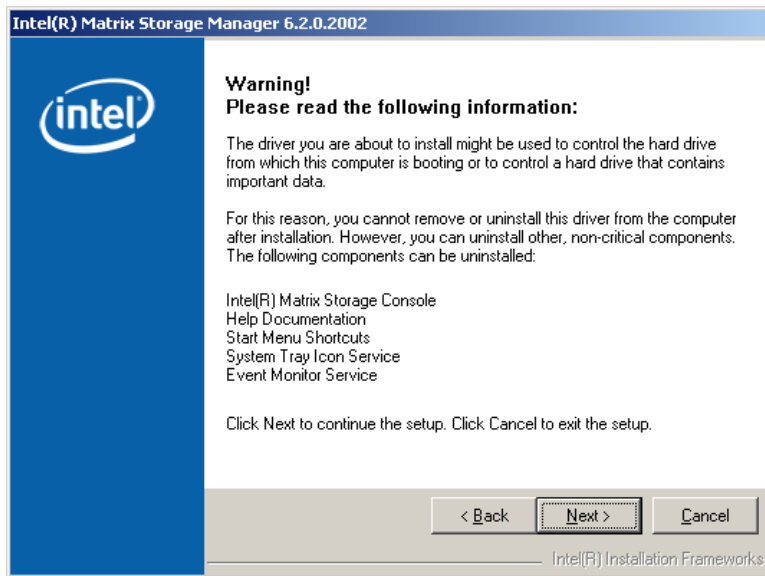 Intel(R) Matrix Storage Manager 6.2.0.2002
intel
Warning!
Please read the following information:
The driver you are about to install might be used to control the hard drive
from which this computer is booting or to control a hard drive that contains
important data.
For this reason, you cannot remove or uninstall this driver from the computer
after installation. However, you can uninstall other, non-critical components.
The following components can be uninstalled:
Intel(R) Matrix Storage Console
Help Documentation
Start Menu Shortcuts
System Tray Icon Service
Event Monitor Service
Click Next to continue the setup. Click Cancel to exit the setup.
< Back Next > Cancel
Intel(R) Installation Frameworks